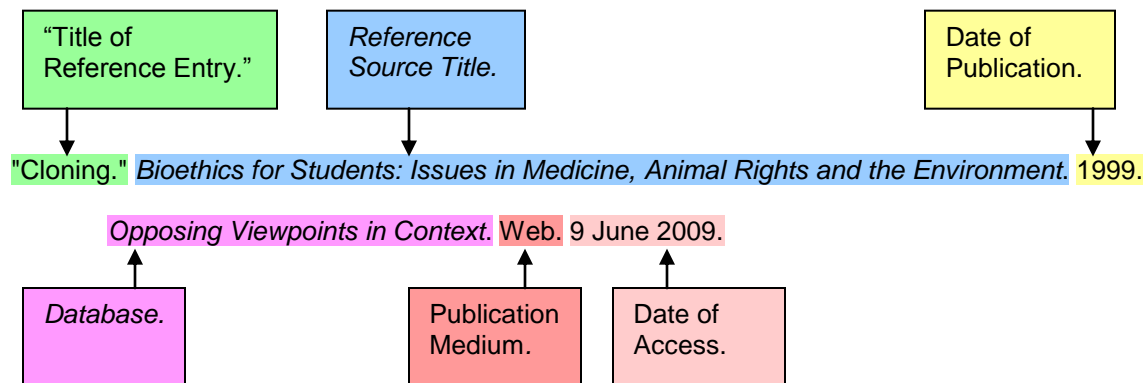 “Title of
Reference Entry.”
Reference
Source Title.
Date of
Publication.
"Cloning." Bioethics for Students: Issues in Medicine, Animal Rights and the Environment. 1999.
Opposing Viewpoints in Context. Web. 9 June 2009.
Database.
Publication
Medium.
Date of
Access.